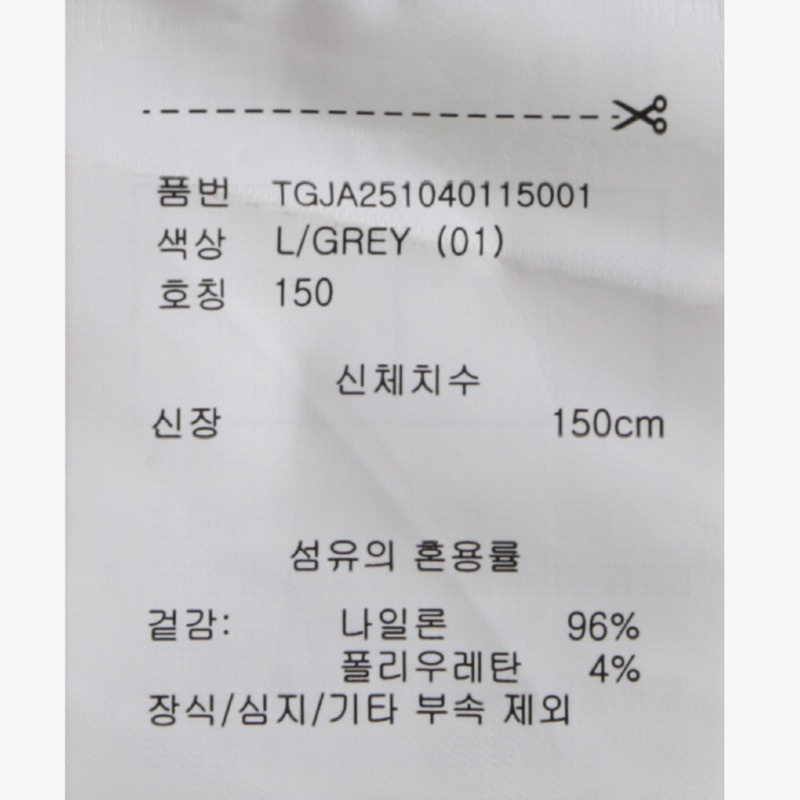 품번 TGJA251040115001
색상 L/GREY (01)
호칭 150
신체치수
신장 150cm
섬유의 혼용률
겉감: 나일론 96%
폴리우레탄 4%
장식/심지/기타 부속 제외